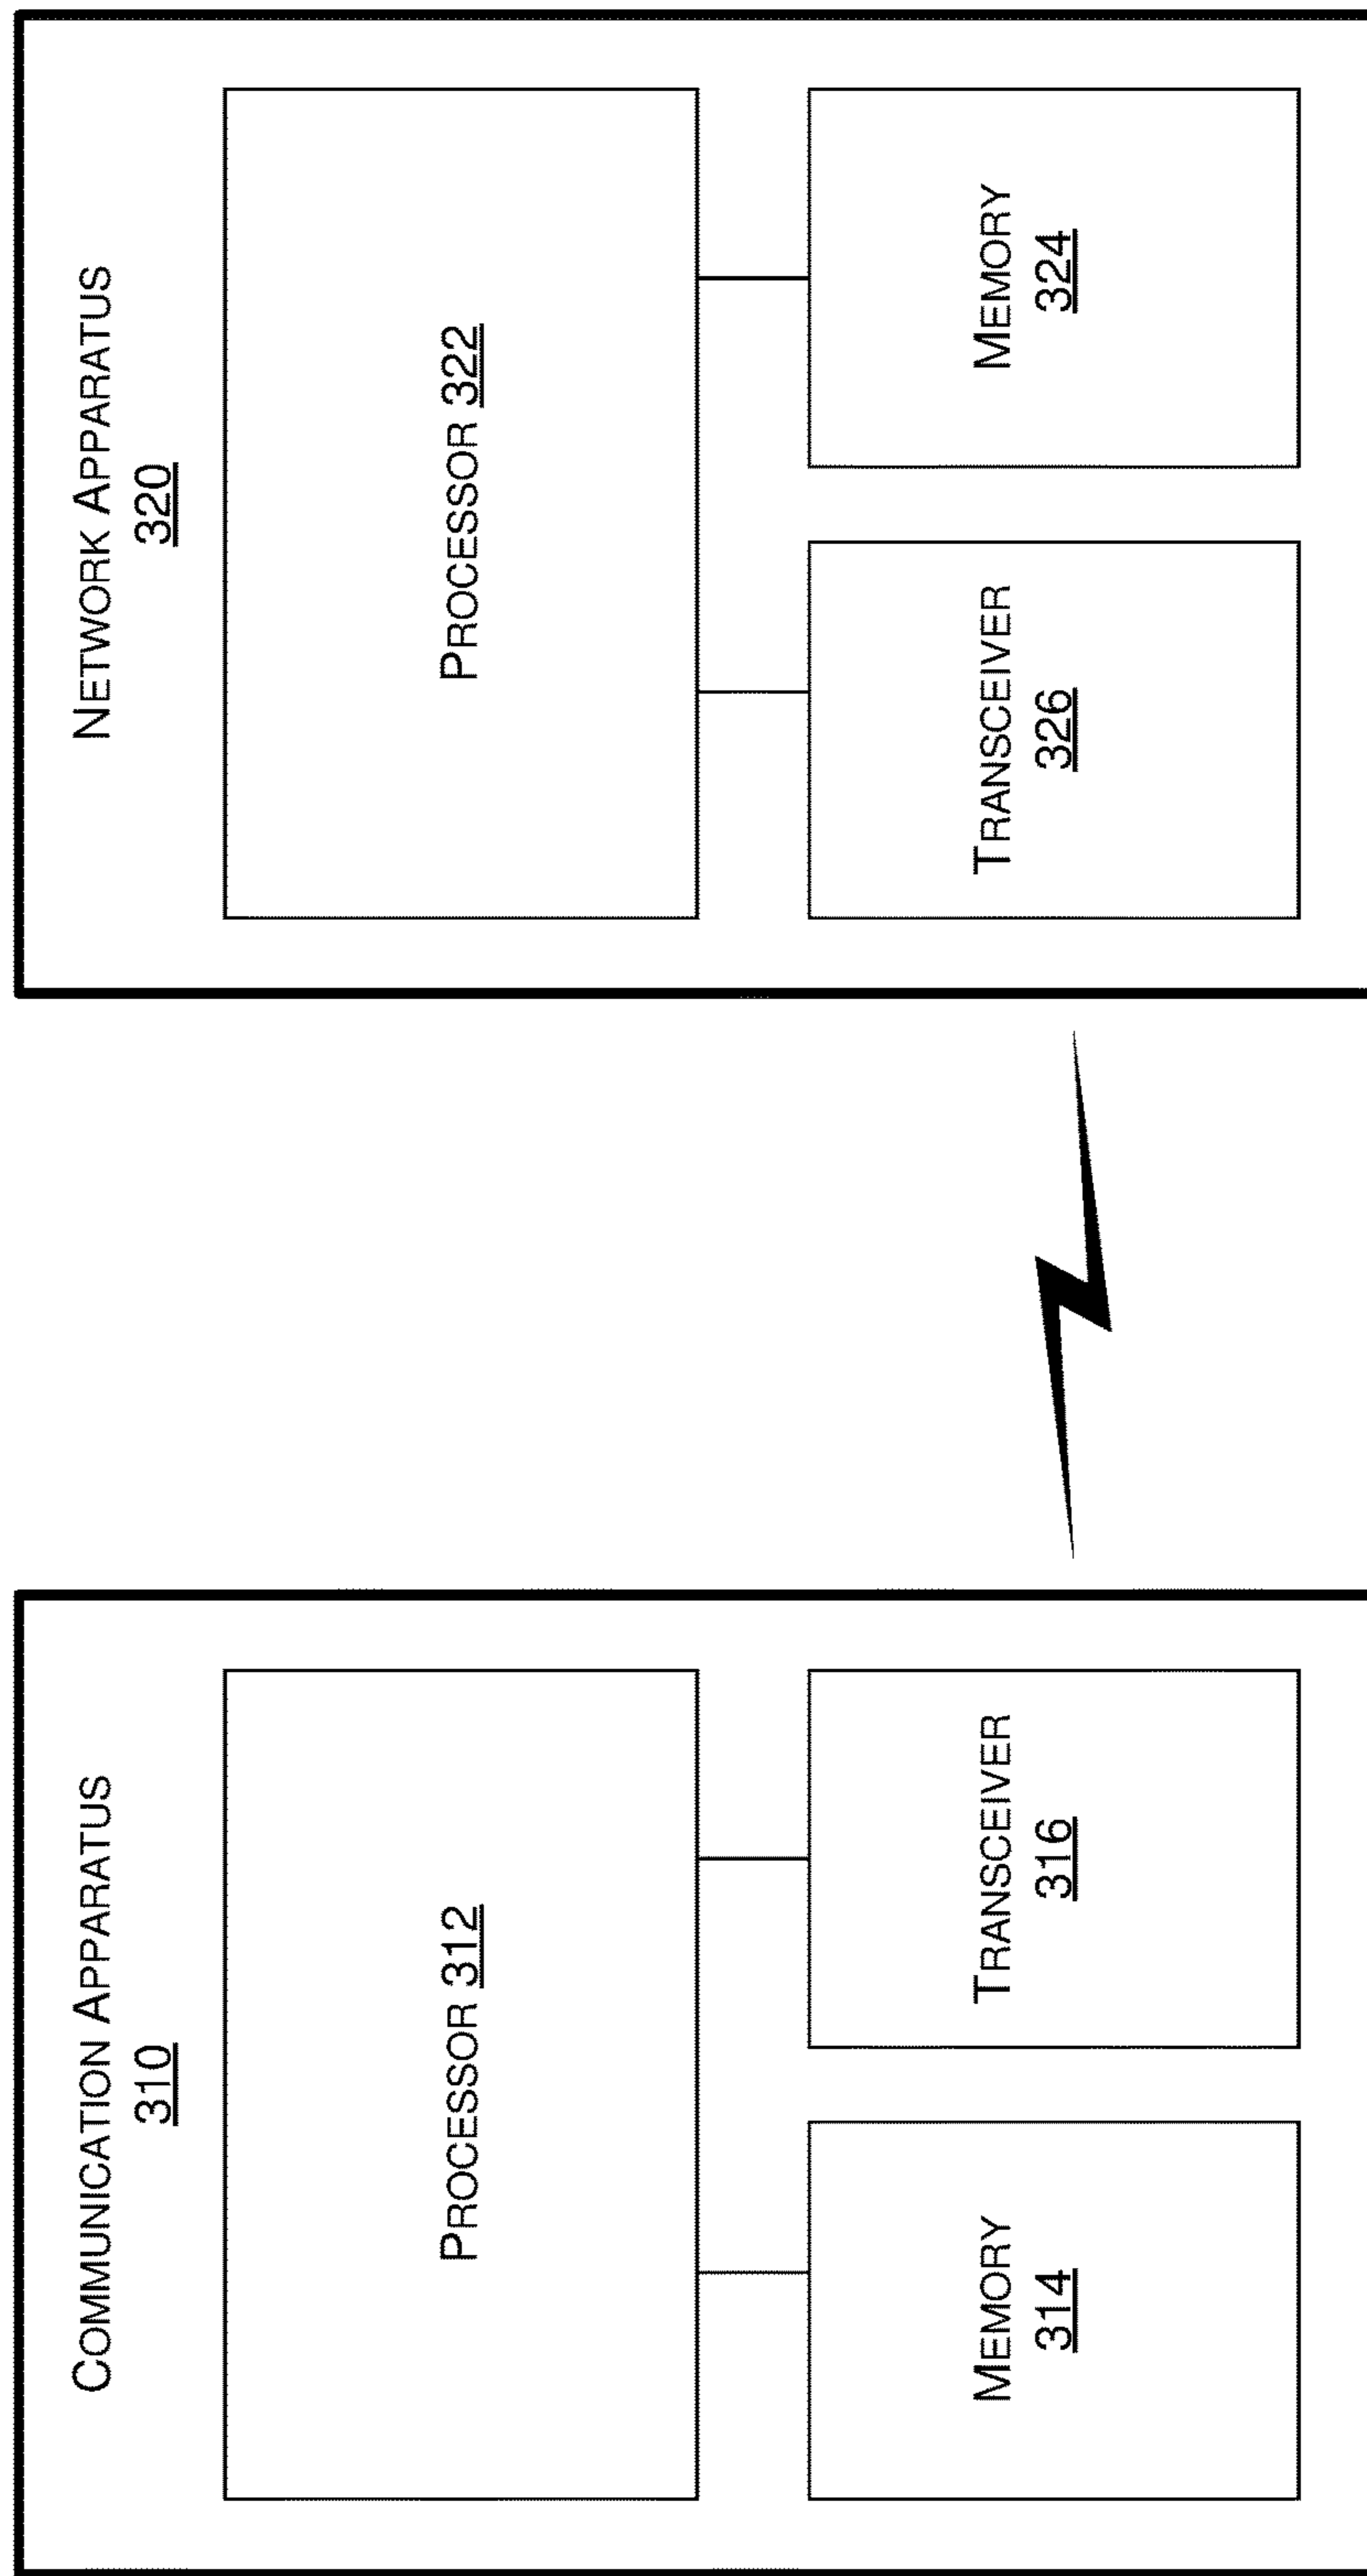 COMMUNICATION APPARATUS
310
PROCESSOR 312
MEMORY
314
TRANSCEIVER
316
NETWORK APPARATUS
320
PROCESSOR 322
TRANSCEIVER
326
MEMORY
324